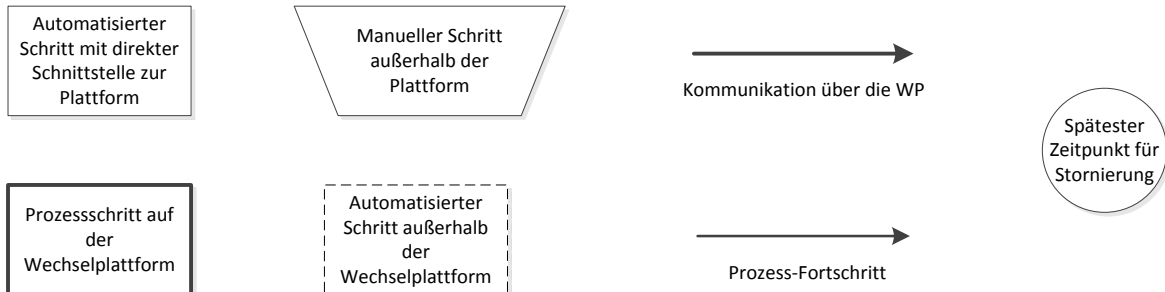 Automatisierter
Schritt mit direkter
Schnittstelle zur
Plattform
Manueller Schritt
außerhalb der
Plattform
Kommunikation über die WP
Spätester
Zeitpunkt für
Stornierung
Prozessschritt auf
der
Wechselplattform
Automatisierter
Schritt außerhalb
der
Wechselplattform
Prozess-Fortschritt